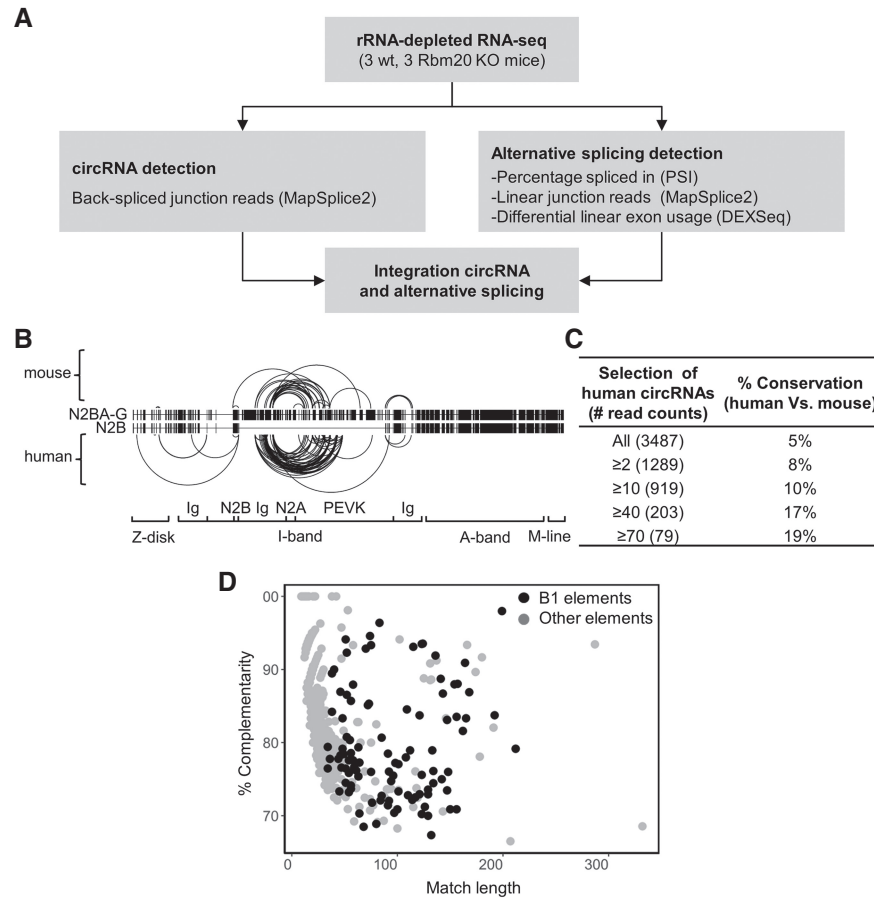 A
rRNA-depleted RNA-seq
(3 wt, 3 Rbm20 KO mice)
circRNA detection
Back-spliced junction reads (MapSplice2)
Alternative splicing detection
-Percentage spliced in (PSI)
-Linear junction reads (MapSplice2)
-Differential linear exon usage (DEXSeq)
Integration circRNA
and alternative splicing
B
mouse
N2BA-G
N2B
human
Ig N2B Ig N2A PEVK Ig
Z-disk I-band A-band M-line
C
Selection of
human circRNAs
(# read counts)
% Conservation
(human Vs. mouse)
All (3487) 5%
≥2 (1289) 8%
≥10 (919) 10%
≥40 (203) 17%
≥70 (79) 19%
D
B1 elements
Other elements
% Complementarity
00
90
80
70
0 100 200 300
Match length